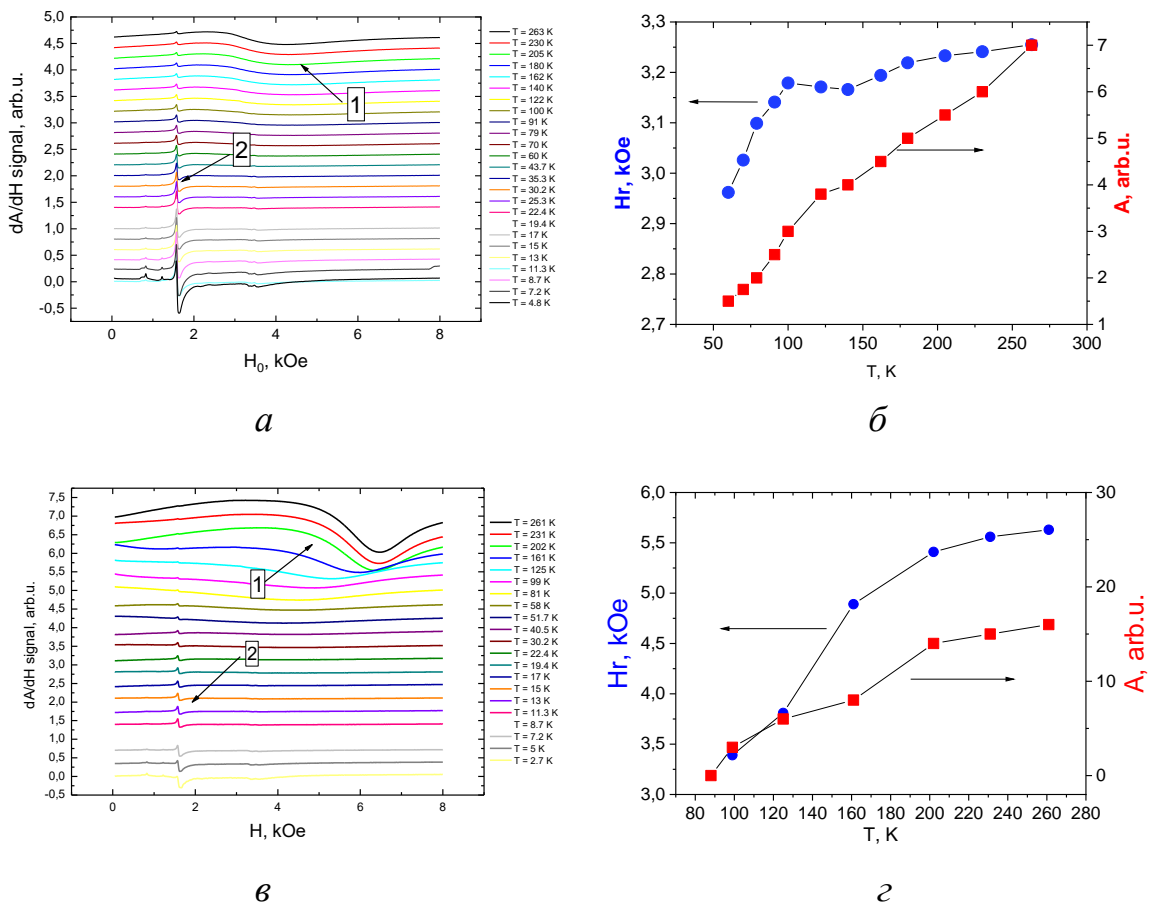 5,0
4,5
4,0
3,5
3,0
2,5
2,0
1,5
1,0
0,5
0,0
-0,5
dA/dH signal, arb.u.
0
2
4
6
8
H0, kOe
1
2
T = 263 K
T = 230 K
T = 205 K
T = 180 K
T = 162 K
T = 140 K
T = 122 K
T = 100 K
T = 91 K
T = 79 K
T = 70 K
T = 60 K
T = 43.7 K
T = 35.3 K
T = 30.2 K
T = 25.3 K
T = 22.4 K
T = 19.4 K
T = 17 K
T = 15 K
T = 13 K
T = 11.3 K
T = 8.7 K
T = 7.2 K
T = 4.8 K
а
3,3
3,2
3,1
3,0
2,9
2,8
2,7
Hr, kOe
50
100
150
200
250
300
T, K
7
6
5
4
3
2
1
A, arb.u.
б
7,5
7,0
6,5
6,0
5,5
5,0
4,5
4,0
3,5
3,0
2,5
2,0
1,5
1,0
0,5
0,0
-0,5
dA/dH signal, arb.u.
0
2
4
6
8
H, kOe
1
2
T = 261 K
T = 231 K
T = 202 K
T = 161 K
T = 125 K
T = 99 K
T = 81 K
T = 58 K
T = 51.7 K
T = 40.5 K
T = 30.2 K
T = 22.4 K
T = 19.4 K
T = 17 K
T = 15 K
T = 13 K
T = 11.3 K
T = 8.7 K
T = 7.2 K
T = 5 K
T = 2.7 K
в
6,0
5,5
5,0
4,5
4,0
3,5
3,0
Hr, kOe
80
100
120
140
160
180
200
220
240
260
T, K
30
20
10
0
A, arb.u.
г